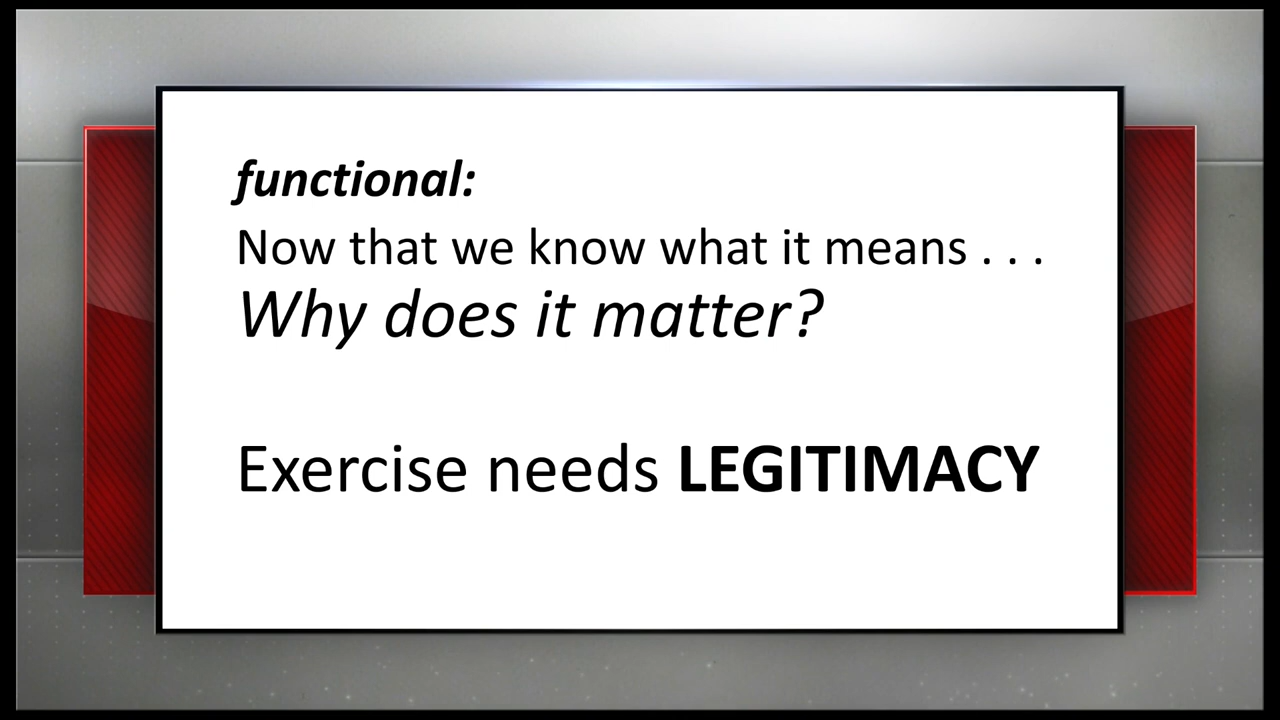 functional:
Now that we know what it means . . .
Why does it matter?
Exercise needs LEGITIMACY